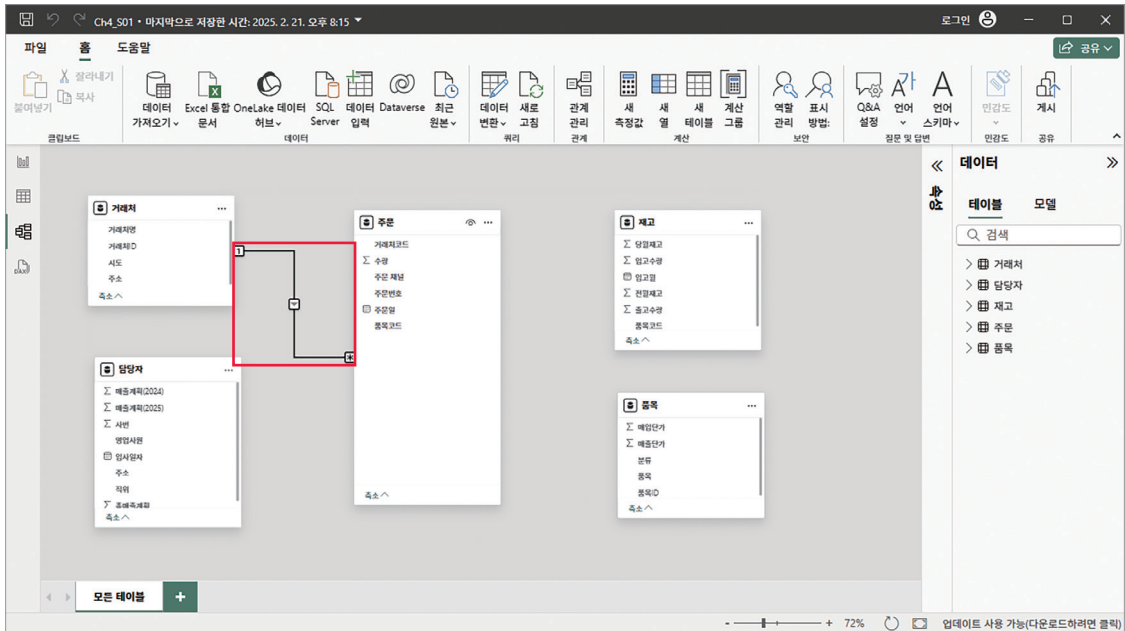 Ch4_S01 • 마지막으로 저장한 시간: 2025. 2. 21. 오후 8:15
로그인
파일 홈 도움말
공유
붙여넣기
잘라내기
복사
클립보드
데이터 가져오기
Excel 통합 문서
OneLake 데이터 허브
SQL Server
데이터 입력
Dataverse
최근 원본
데이터
데이터 변환
새로 고침
쿼리
관계 관리
관계
새 측정값
새 열
새 테이블
계산 그룹
계산
역할 관리
표시 방법:
보안
Q&A 설정
언어
언어 스키마
질문 및 답변
민감도
민감도
게시
공유
DAX
거래처
거래처명
거래처ID
시도
주소
축소
담당자
매출계획(2024)
매출계획(2025)
사번
영업사원
입사일자
주소
직위
총매출계획
축소
1
*
주문
거래처코드
수량
주문 채널
주문번호
주문일
품목코드
축소
재고
당월재고
입고수량
입고월
전월재고
출고수량
품목코드
축소
품목
매입단가
매출단가
분류
품목
품목ID
축소
속성
데이터
테이블 모델
검색
거래처
담당자
재고
주문
품목
모든 테이블
+
- + 72%
업데이트 사용 가능(다운로드하려면 클릭)